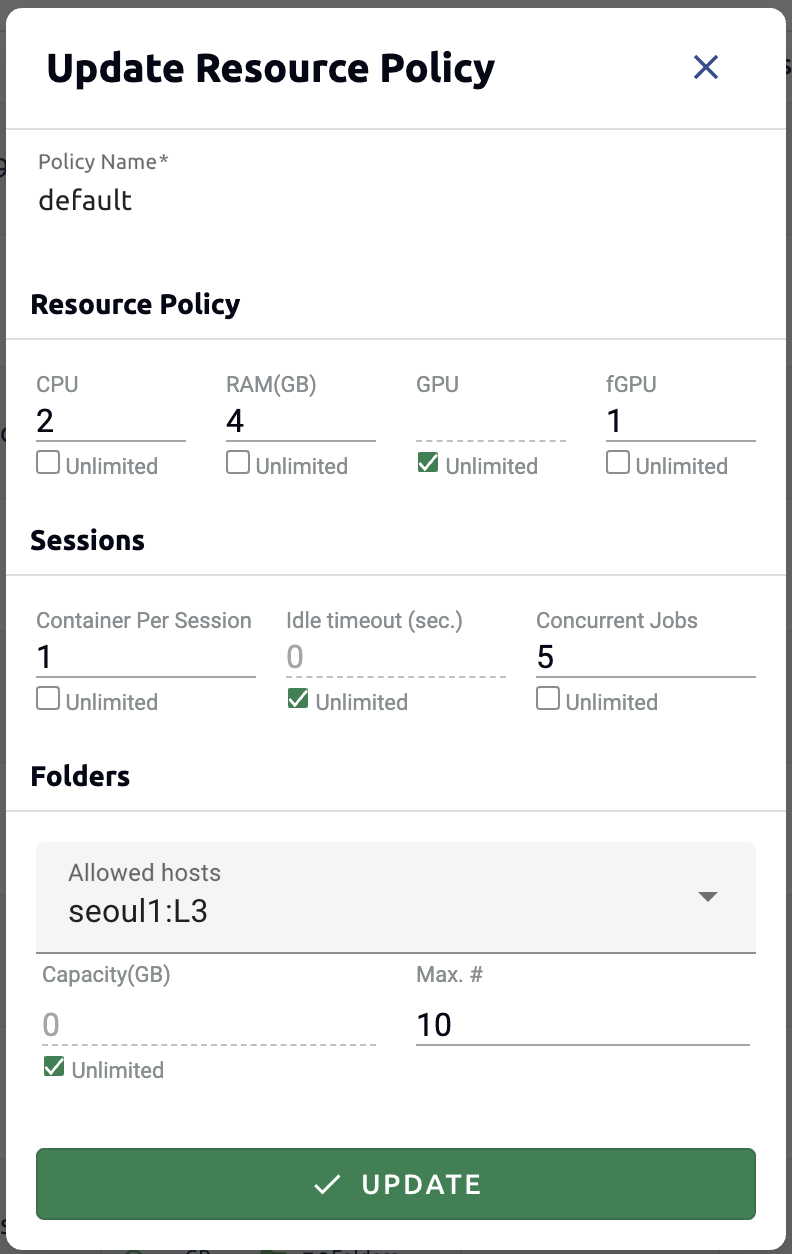 Update Resource Policy
Policy Name*
default
Resource Policy
CPU RAM(GB) GPU fGPU
2 4 1
Unlimited Unlimited Unlimited Unlimited
Sessions
Container Per Session Idle timeout (sec.) Concurrent Jobs
1 0 5
Unlimited Unlimited Unlimited
Folders
Allowed hosts
seoul1:L3
Capacity(GB) Max. #
0 10
Unlimited
UPDATE